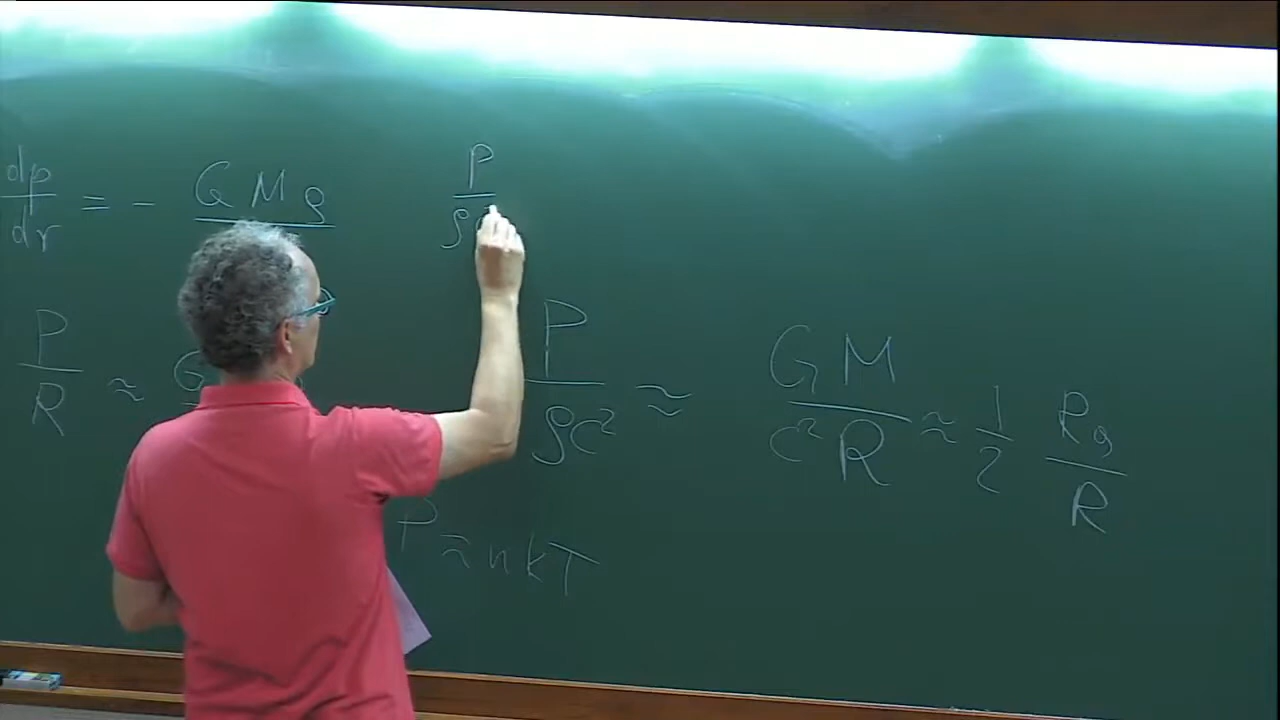 dp/dr = - GMρ
P/ρ
P/R ≈ G
P/ρc² ≈ GM/c²R ≈ 1/2 Rg/R
P ≈ nkT